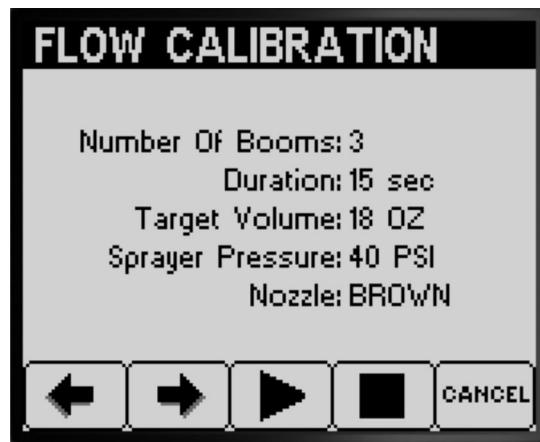 FLOW CALIBRATION
Number Of Booms: 3
Duration: 15 sec
Target Volume: 18 OZ
Sprayer Pressure: 40 PSI
Nozzle: BROWN
CANCEL